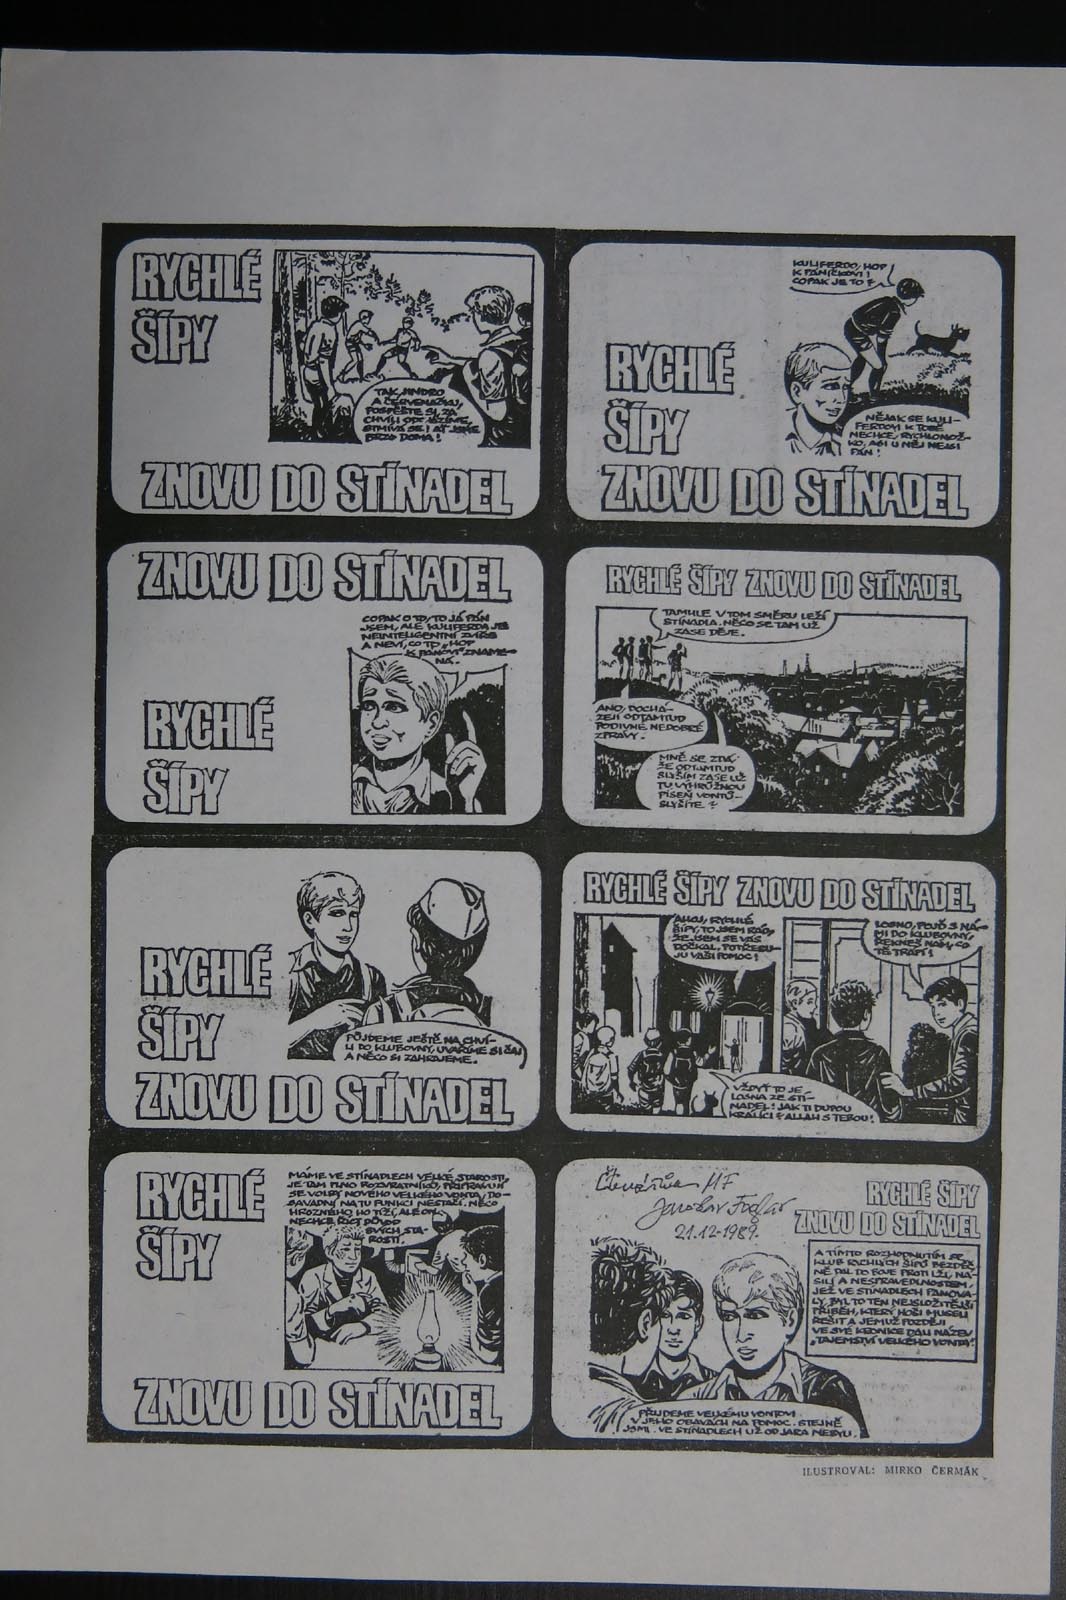 RYCHLÉ
ŠÍPY
TAK, JINDRO
A ČERVENÁČKU,
POSPĚŠTE SI, ZA
CHVÍLI ODCHÁZÍME,
STMÍVÁ SE! AŤ JSME
BRZO DOMA!
ZNOVU DO STÍNADEL
KULIFERDO, HOP
K PÁNÍČKOVI!
COPAK JE TO?
RYCHLÉ
ŠÍPY
NĚJAK SE KULI-
FERDOVI K TOBĚ
NECHCE, RYCHLONOŽ-
KO, ASI U NĚJ NEJSI
PÁN!
ZNOVU DO STÍNADEL
ZNOVU DO STÍNADEL
COPAK O TO, TO JÁ PÁN
JSEM, ALE KULIFERDA JE
NEINTELIGENTNÍ ZVÍŘE
A NEVÍ, CO TO „HOP
K PÁNOVI" ZNAME-
NÁ.
RYCHLÉ
ŠÍPY
RYCHLÉ ŠÍPY ZNOVU DO STÍNADEL
TAMHLE V TOM SMĚRU LEŽÍ
STÍNADLA. NĚCO SE TAM UŽ
ZASE DĚJE.
ANO, DOCHÁ-
ZEJÍ ODTAMTUD
PODIVNÉ NEDOBRÉ
ZPRÁVY.
MNĚ SE ZDÁ,
ŽE ODTAMTUD
SLYŠÍM ZASE UŽ
TU VÝHRŮŽNOU
PÍSEŇ VONTŮ-
SLYŠÍTE?
RYCHLÉ
ŠÍPY
PŮJDEME JEŠTĚ NA CHVÍ-
LI DO KLUBOVNY, UVAŘÍME SI ČAJ
A NĚCO SI ZAHRAJEME.
ZNOVU DO STÍNADEL
RYCHLÉ ŠÍPY ZNOVU DO STÍNADEL
AHOJ, RYCHLÉ
ŠÍPY, TO JSEM RÁD,
ŽE JSEM SE VÁS
DOČKAL, POTŘEBU-
JU VAŠI POMOC!
LOSNO, POJĎ S NÁ-
MI DO KLUBOVNY,
ŘEKNEŠ NÁM, CO
TĚ TRÁPÍ!
VŽDYŤ TO JE
LOSNA ZE STÍ-
NADEL! JAK TI DUPOU
KRÁLÍCI? ALLAH S TEBOU!
RYCHLÉ
ŠÍPY
MÁME VE STÍNADLECH VELKÉ STAROSTI,
JE TAM PLNO ROZVRATNÍKŮ, PŘIPRAVUJÍ
SE VOLBY NOVÉHO VELKÉHO VONTA, DO-
SAVADNÍ NA TU FUNKCI NESTAČÍ. NĚCO
HROZNÉHO HO TÍŽÍ, ALE ON
NECHCE ŘÍCT DŮVOD
SVÝCH STA-
ROSTÍ.
ZNOVU DO STÍNADEL
Čtenářům MF
Jaroslav Foglar
21.12.1989.
RYCHLÉ ŠÍPY
ZNOVU DO STÍNADEL
A TÍMTO ROZHODNUTÍM SE
KLUB RYCHLÝCH ŠÍPŮ BEZDĚČ-
NĚ DAL DO BOJE PROTI LŽI, NÁ-
SILÍ A NESPRAVEDLNOSTEM,
JEŽ VE STÍNADLECH PANOVA-
LY, BYL TO TEN NEJSLOŽITĚJŠÍ
PŘÍBĚH, KTERÝ HOŠI MUSELI
ŘEŠIT A JEMUŽ POZDĚJI
VE SVÉ KRONICE DALI NÁZEV
„TAJEMSTVÍ VELKÉHO VONTA".
PŘIJDEME VELKÉMU VONTOVI
V JEHO OBAVÁCH NA POMOC. STEJNĚ
JSME VE STÍNADLECH UŽ OD JARA NEBYLI.
ILUSTROVAL: MIRKO ČERMÁK